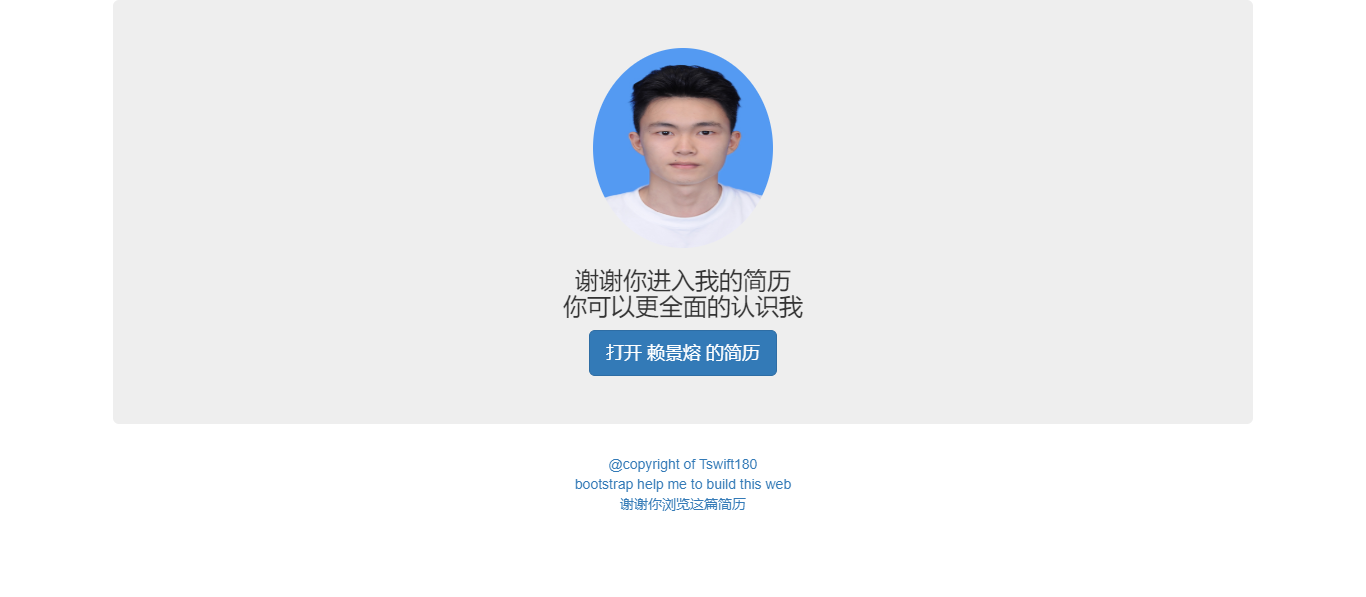 谢谢你进入我的简历
你可以更全面的认识我
打开 赖景熔 的简历
@copyright of Tswift180
bootstrap help me to build this web
谢谢你浏览这篇简历